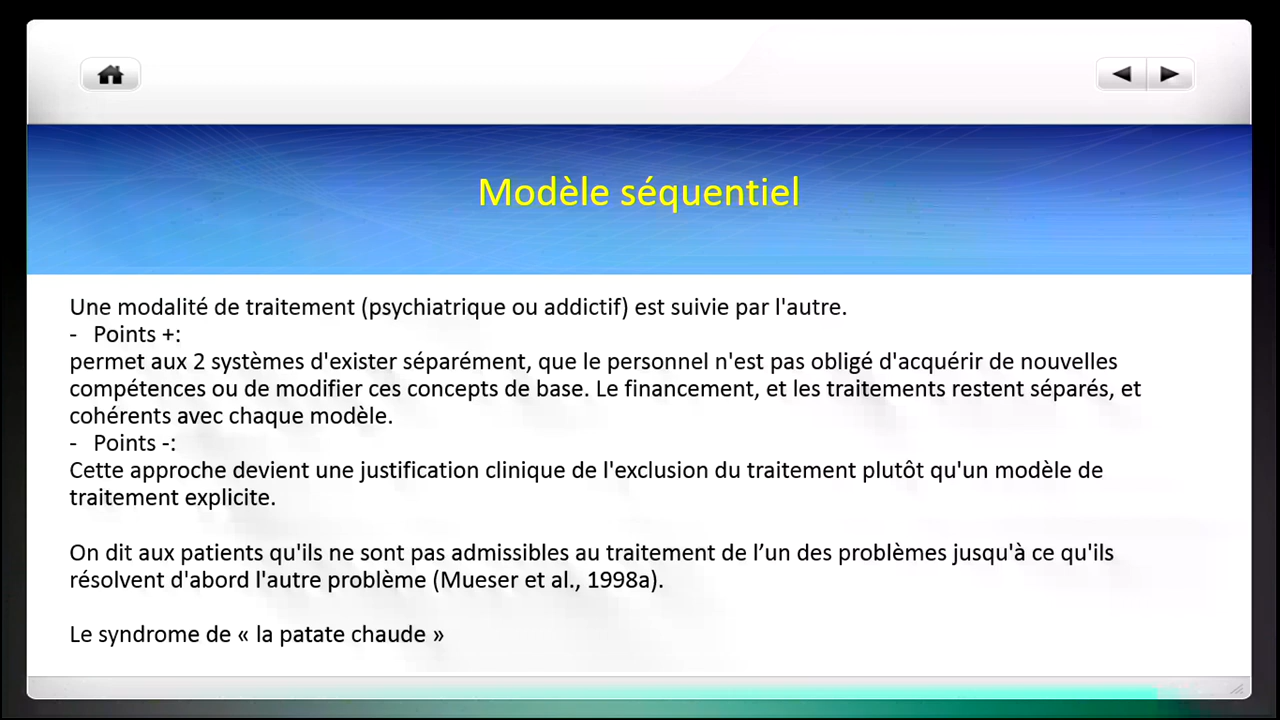 Modèle séquentiel
Une modalité de traitement (psychiatrique ou addictif) est suivie par l'autre.
- Points +:
permet aux 2 systèmes d'exister séparément, que le personnel n'est pas obligé d'acquérir de nouvelles
compétences ou de modifier ces concepts de base. Le financement, et les traitements restent séparés, et
cohérents avec chaque modèle.
- Points -:
Cette approche devient une justification clinique de l'exclusion du traitement plutôt qu'un modèle de
traitement explicite.
On dit aux patients qu'ils ne sont pas admissibles au traitement de l’un des problèmes jusqu'à ce qu'ils
résolvent d'abord l'autre problème (Mueser et al., 1998a).
Le syndrome de « la patate chaude »